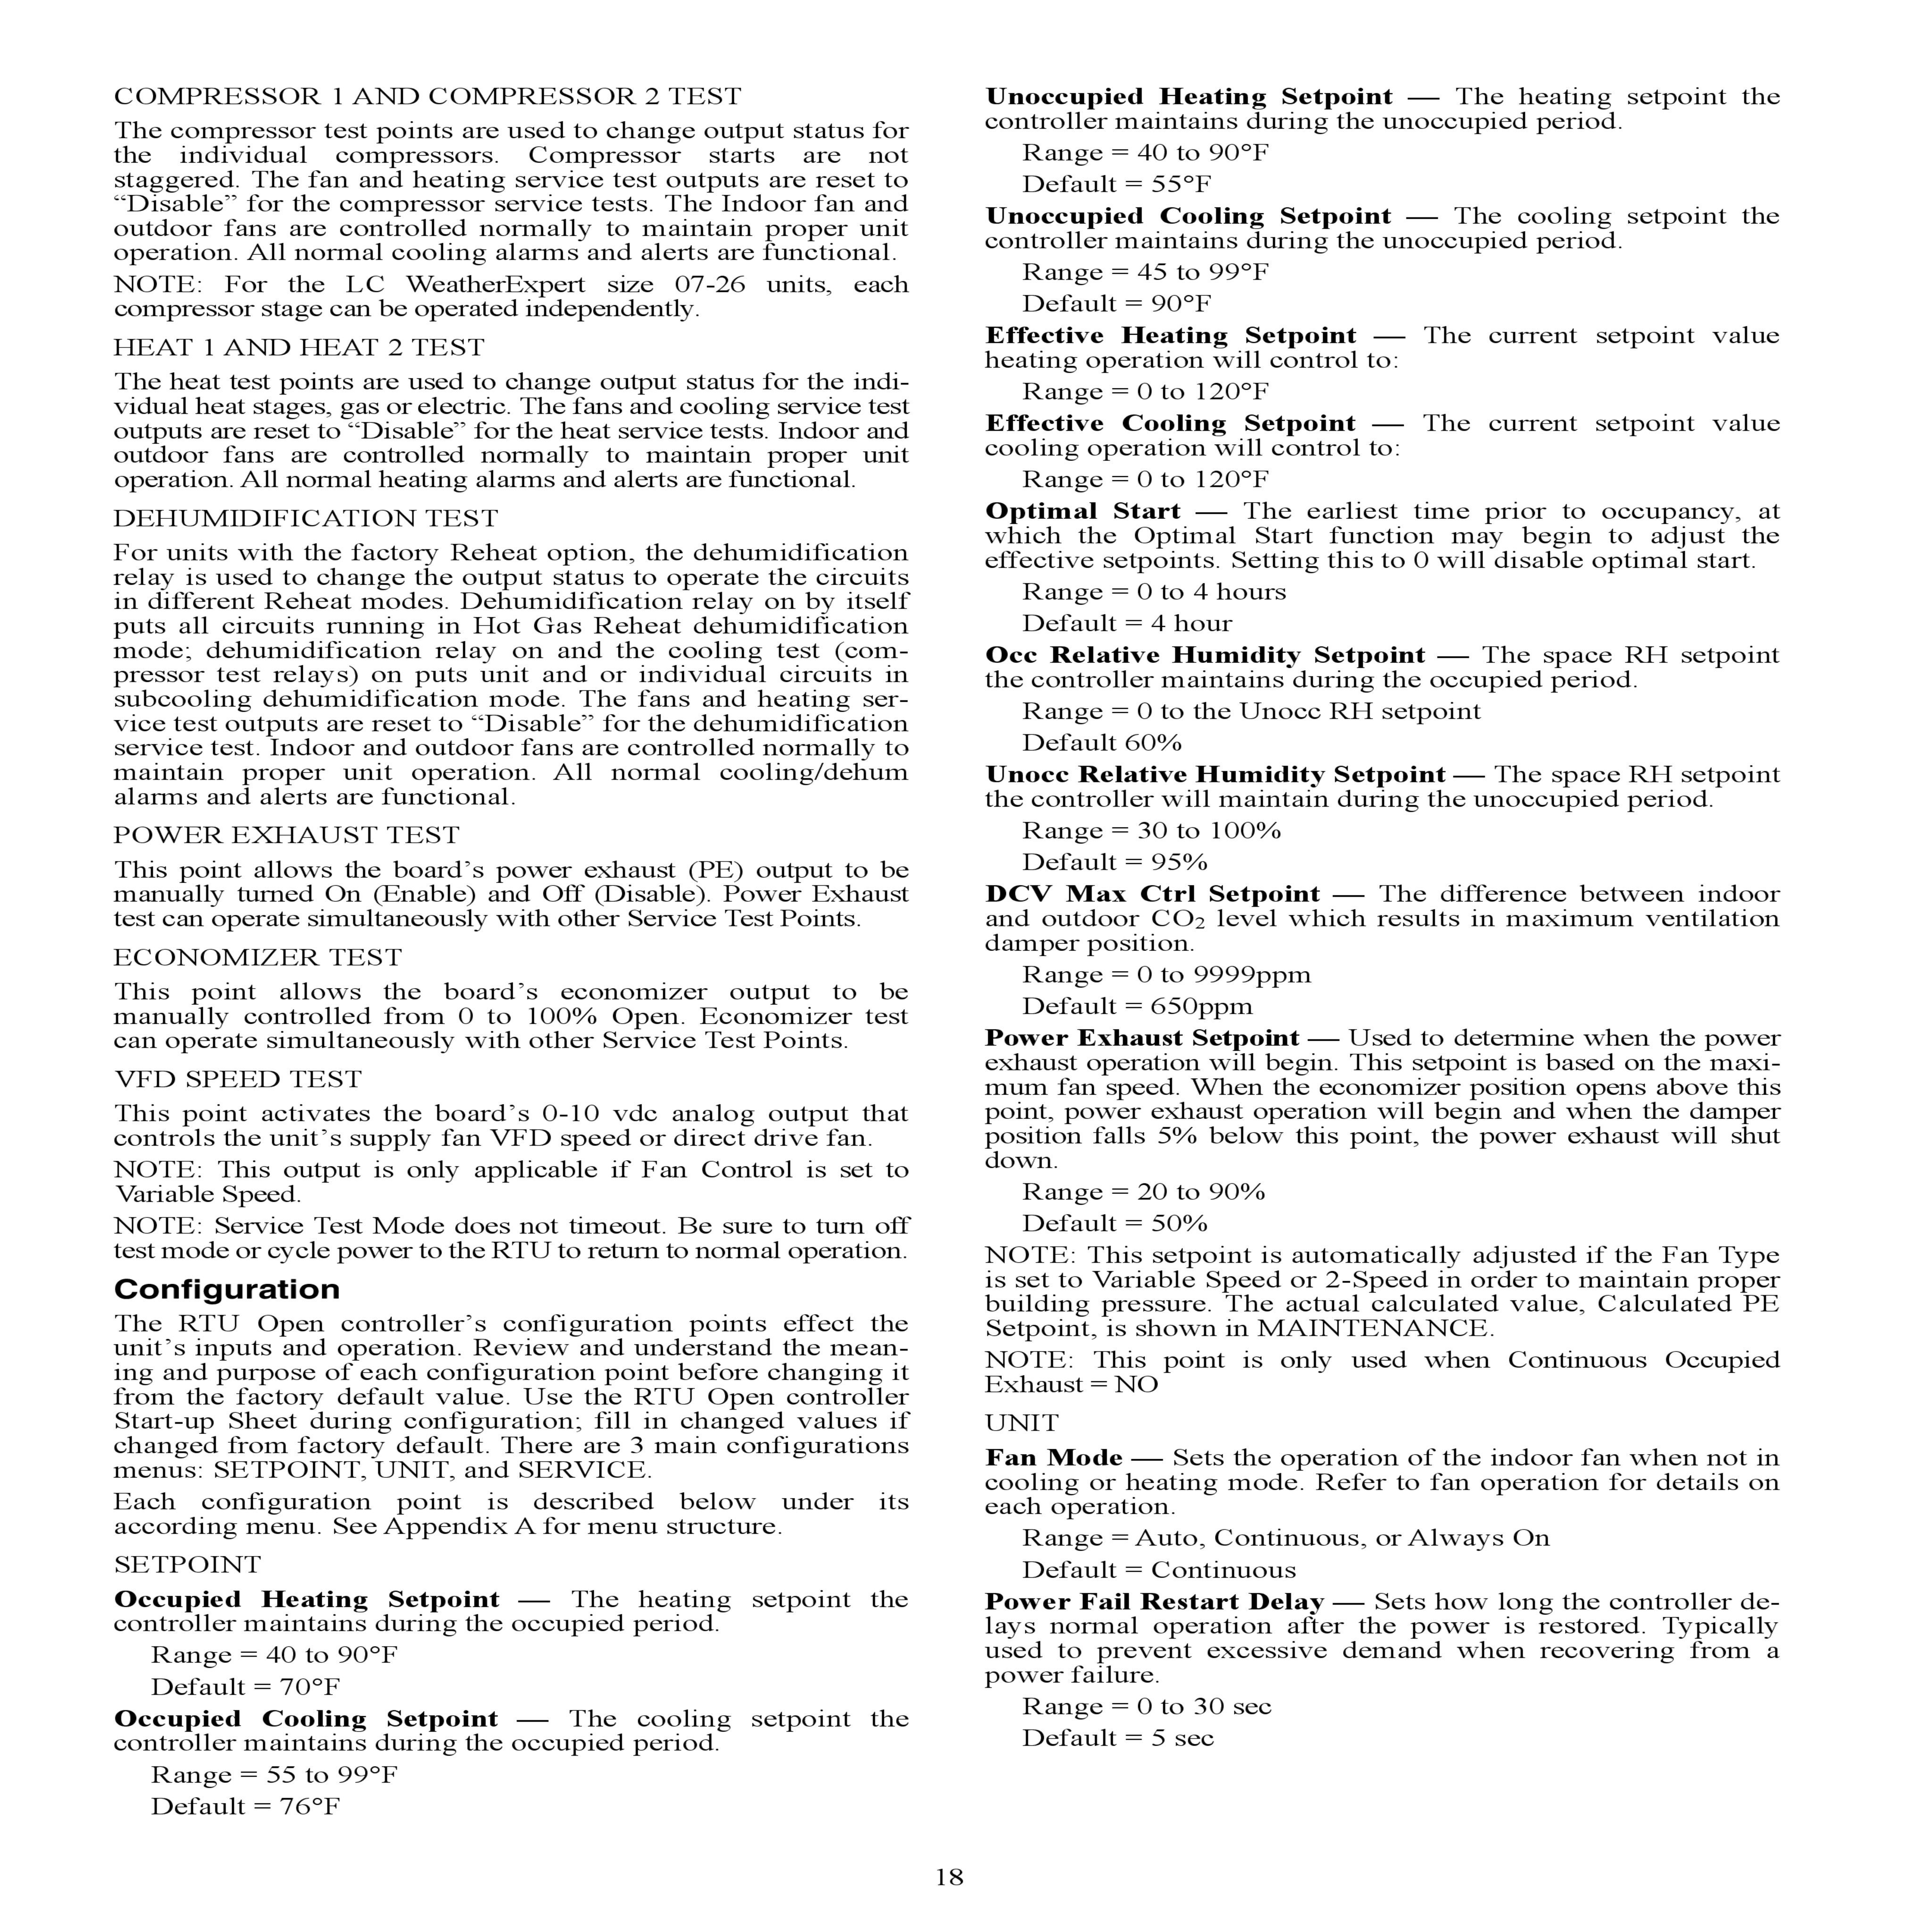 COMPRESSOR 1 AND COMPRESSOR 2 TEST
The compressor test points are used to change output status for
the individual compressors. Compressor starts are not
staggered. The fan and heating service test outputs are reset to
“Disable” for the compressor service tests. The Indoor fan and
outdoor fans are controlled normally to maintain proper unit
operation. All normal cooling alarms and alerts are functional.
NOTE: For the LC WeatherExpert size 07-26 units, each
compressor stage can be operated independently.
HEAT 1 AND HEAT 2 TEST
The heat test points are used to change output status for the indi-
vidual heat stages, gas or electric. The fans and cooling service test
outputs are reset to “Disable” for the heat service tests. Indoor and
outdoor fans are controlled normally to maintain proper unit
operation. All normal heating alarms and alerts are functional.
DEHUMIDIFICATION TEST
For units with the factory Reheat option, the dehumidification
relay is used to change the output status to operate the circuits
in different Reheat modes. Dehumidification relay on by itself
puts all circuits running in Hot Gas Reheat dehumidification
mode; dehumidification relay on and the cooling test (com-
pressor test relays) on puts unit and or individual circuits in
subcooling dehumidification mode. The fans and heating ser-
vice test outputs are reset to “Disable” for the dehumidification
service test. Indoor and outdoor fans are controlled normally to
maintain proper unit operation. All normal cooling/dehum
alarms and alerts are functional.
POWER EXHAUST TEST
This point allows the board’s power exhaust (PE) output to be
manually turned On (Enable) and Off (Disable). Power Exhaust
test can operate simultaneously with other Service Test Points.
ECONOMIZER TEST
This point allows the board’s economizer output to be
manually controlled from 0 to 100% Open. Economizer test
can operate simultaneously with other Service Test Points.
VFD SPEED TEST
This point activates the board’s 0-10 vdc analog output that
controls the unit’s supply fan VFD speed or direct drive fan.
NOTE: This output is only applicable if Fan Control is set to
Variable Speed.
NOTE: Service Test Mode does not timeout. Be sure to turn off
test mode or cycle power to the RTU to return to normal operation.
Configuration
The RTU Open controller’s configuration points effect the
unit’s inputs and operation. Review and understand the mean-
ing and purpose of each configuration point before changing it
from the factory default value. Use the RTU Open controller
Start-up Sheet during configuration; fill in changed values if
changed from factory default. There are 3 main configurations
menus: SETPOINT, UNIT, and SERVICE.
Each configuration point is described below under its
according menu. See Appendix A for menu structure.
SETPOINT
Occupied Heating Setpoint — The heating setpoint the
controller maintains during the occupied period.
Range = 40 to 90°F
Default = 70°F
Occupied Cooling Setpoint — The cooling setpoint the
controller maintains during the occupied period.
Range = 55 to 99°F
Default = 76°F
Unoccupied Heating Setpoint — The heating setpoint the
controller maintains during the unoccupied period.
Range = 40 to 90°F
Default = 55°F
Unoccupied Cooling Setpoint — The cooling setpoint the
controller maintains during the unoccupied period.
Range = 45 to 99°F
Default = 90°F
Effective Heating Setpoint — The current setpoint value
heating operation will control to:
Range = 0 to 120°F
Effective Cooling Setpoint — The current setpoint value
cooling operation will control to:
Range = 0 to 120°F
Optimal Start — The earliest time prior to occupancy, at
which the Optimal Start function may begin to adjust the
effective setpoints. Setting this to 0 will disable optimal start.
Range = 0 to 4 hours
Default = 4 hour
Occ Relative Humidity Setpoint — The space RH setpoint
the controller maintains during the occupied period.
Range = 0 to the Unocc RH setpoint
Default 60%
Unocc Relative Humidity Setpoint — The space RH setpoint
the controller will maintain during the unoccupied period.
Range = 30 to 100%
Default = 95%
DCV Max Ctrl Setpoint — The difference between indoor
and outdoor CO₂ level which results in maximum ventilation
damper position.
Range = 0 to 9999ppm
Default = 650ppm
Power Exhaust Setpoint — Used to determine when the power
exhaust operation will begin. This setpoint is based on the maxi-
mum fan speed. When the economizer position opens above this
point, power exhaust operation will begin and when the damper
position falls 5% below this point, the power exhaust will shut
down.
Range = 20 to 90%
Default = 50%
NOTE: This setpoint is automatically adjusted if the Fan Type
is set to Variable Speed or 2-Speed in order to maintain proper
building pressure. The actual calculated value, Calculated PE
Setpoint, is shown in MAINTENANCE.
NOTE: This point is only used when Continuous Occupied
Exhaust = NO
UNIT
Fan Mode — Sets the operation of the indoor fan when not in
cooling or heating mode. Refer to fan operation for details on
each operation.
Range = Auto, Continuous, or Always On
Default = Continuous
Power Fail Restart Delay — Sets how long the controller de-
lays normal operation after the power is restored. Typically
used to prevent excessive demand when recovering from a
power failure.
Range = 0 to 30 sec
Default = 5 sec
18